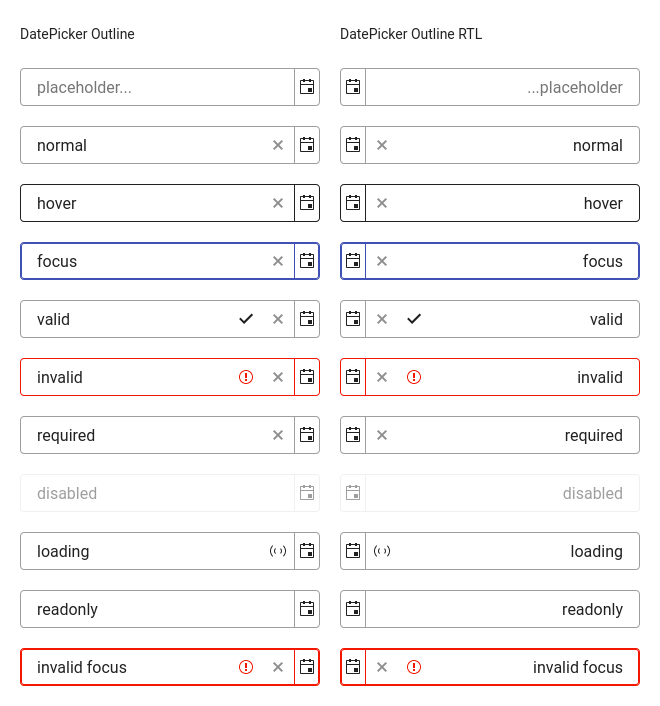 DatePicker Outline
DatePicker Outline RTL
placeholder...
...placeholder
normal
normal
hover
hover
focus
focus
valid
valid
invalid
invalid
required
required
disabled
disabled
loading
loading
readonly
readonly
invalid focus
invalid focus